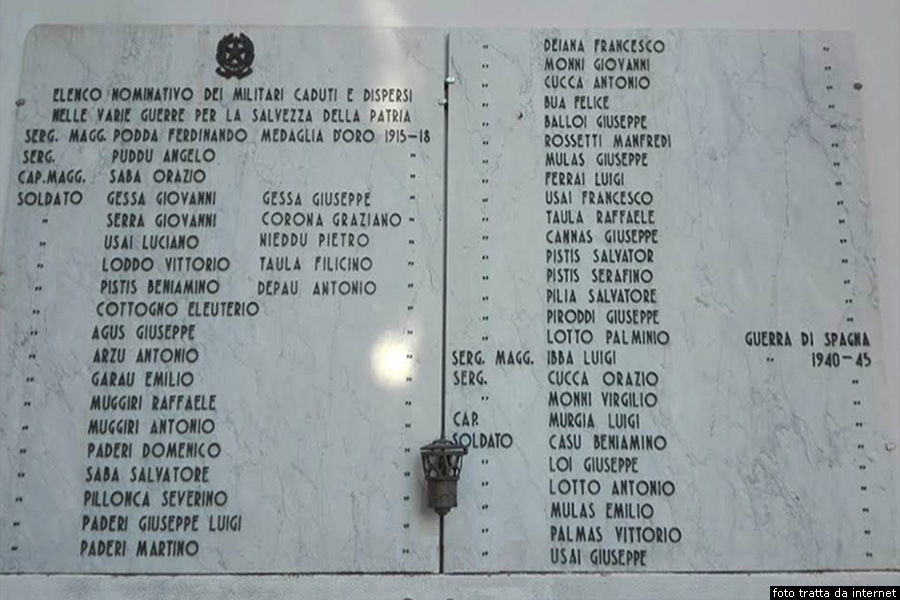 ELENCO NOMINATIVO DEI MILITARI CADUTI E DISPERSI
NELLE VARIE GUERRE PER LA SALVEZZA DELLA PATRIA
SERG. MAGG. PODDA FERDINANDO MEDAGLIA D'ORO 1915-18
SERG. PUDDU ANGELO "
CAP. MAGG. SABA ORAZIO "
SOLDATO GESSA GIOVANNI GESSA GIUSEPPE "
" SERRA GIOVANNI CORONA GRAZIANO "
" USAI LUCIANO NIEDDU PIETRO "
" LODDO VITTORIO TAULA FILICINO "
" PISTIS BENIAMINO DEPAU ANTONIO "
" COTTOGNO ELEUTERIO "
" AGUS GIUSEPPE "
" ARZU ANTONIO "
" GARAU EMILIO "
" MUGGIRI RAFFAELE "
" MUGGIRI ANTONIO "
" PADERI DOMENICO "
" SABA SALVATORE "
" PILLONCA SEVERINO "
" PADERI GIUSEPPE LUIGI "
" PADERI MARTINO "
" DEIANA FRANCESCO "
" MONNI GIOVANNI "
" CUCCA ANTONIO "
" BUA FELICE "
" BALLOI GIUSEPPE "
" ROSSETTI MANFREDI "
" MULAS GIUSEPPE "
" FERRAI LUIGI "
" USAI FRANCESCO "
" TAULA RAFFAELE "
" CANNAS GIUSEPPE "
" PISTIS SALVATOR "
" PISTIS SERAFINO "
" PILIA SALVATORE "
" PIRODDI GIUSEPPE "
" LOTTO PALMINIO GUERRA DI SPAGNA
SERG. MAGG. IBBA LUIGI " 1940-45
SERG. CUCCA ORAZIO "
" MONNI VIRGILIO "
CAP. MURGIA LUIGI "
SOLDATO CASU BENIAMINO "
" LOI GIUSEPPE "
" LOTTO ANTONIO "
" MULAS EMILIO "
" PALMAS VITTORIO "
" USAI GIUSEPPE "
foto tratta da internet